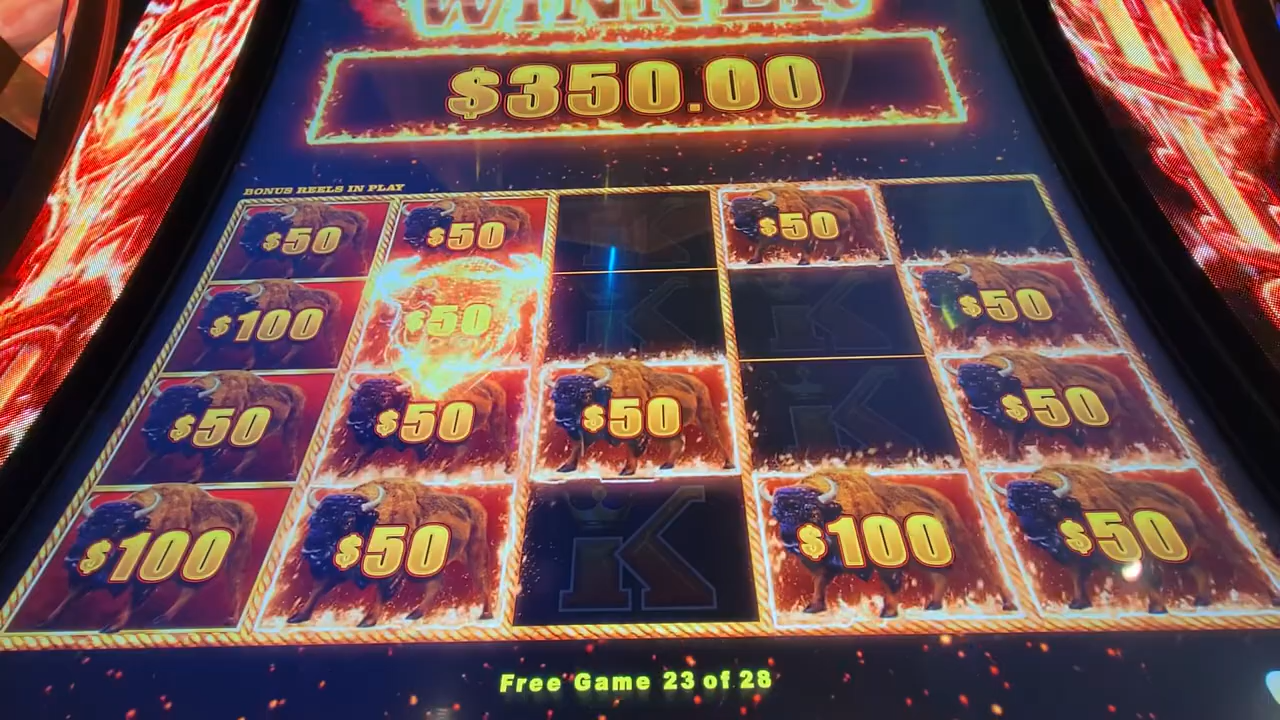 WINNER
$350.00
BONUS REELS IN PLAY
$50 $50 $50
$100 $50 $50
$50 $50 $50 $50
$100 $50 K $100 $50
Free Game 23 of 28